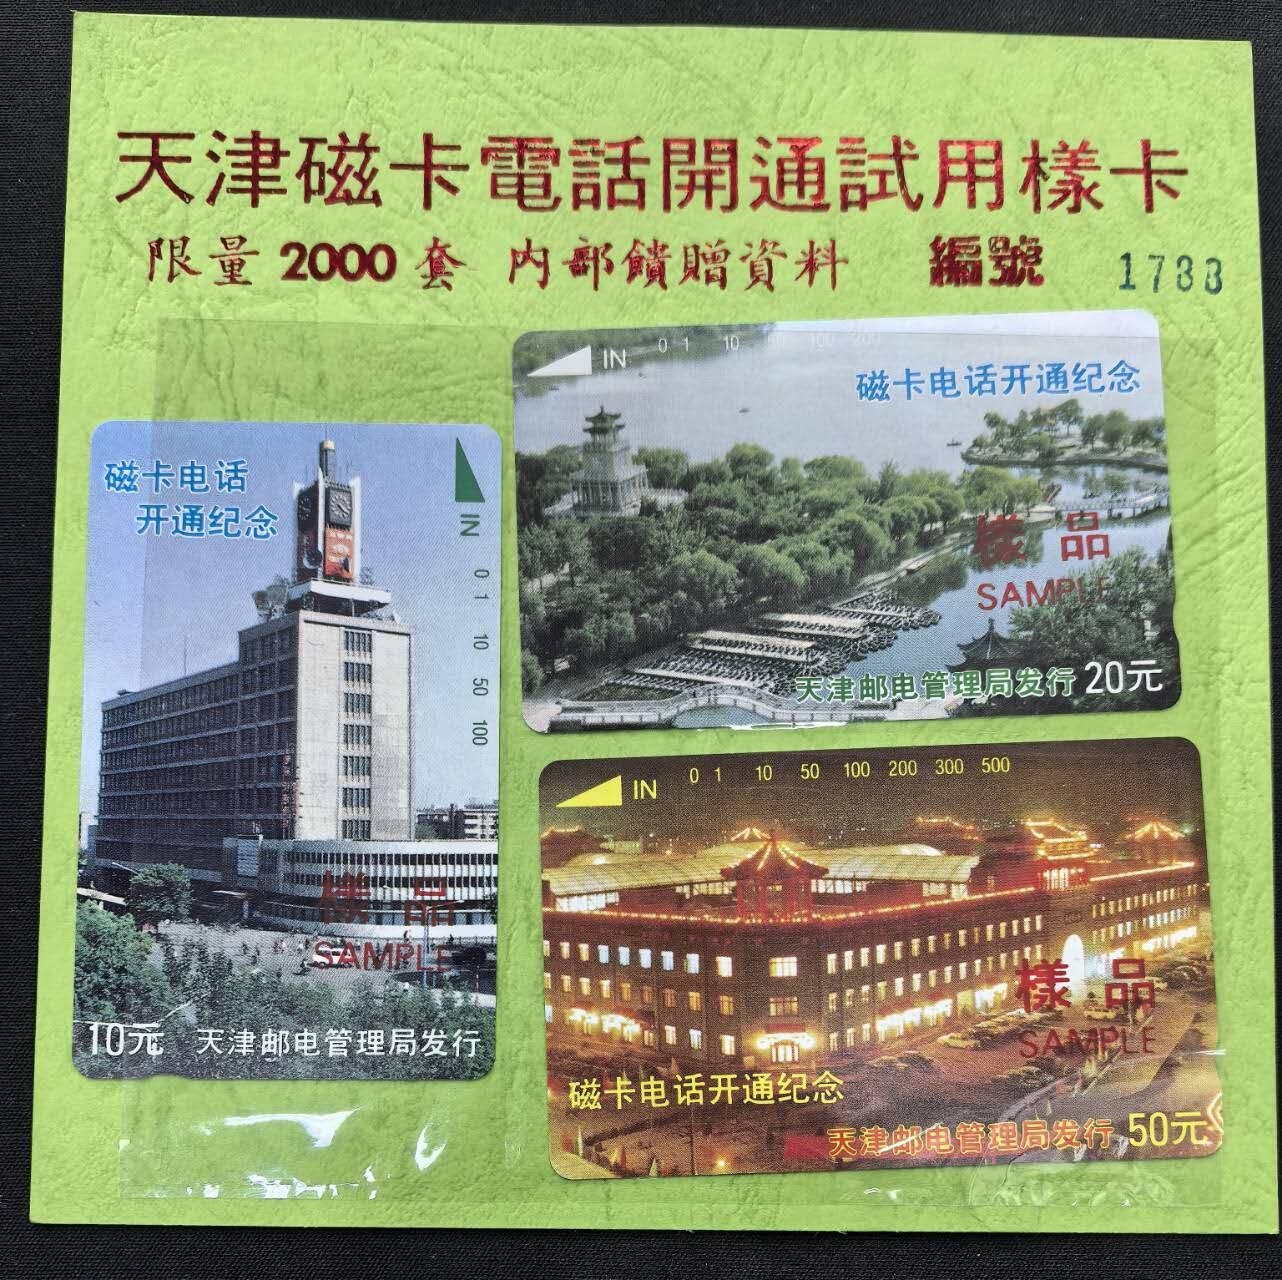 天津磁卡電話開通試用樣卡
限量 2000 套 内部饋贈資料 編號 1788
IN 0 1 10 50 100 200
磁卡电话开通纪念
樣 品
SAMPLE
天津邮电管理局发行 20元
磁卡电话
开通纪念
IN 0 1 10 50 100
樣 品
SAMPLE
10元 天津邮电管理局发行
IN 0 1 10 50 100 200 300 500
樣 品
SAMPLE
磁卡电话开通纪念
天津邮电管理局发行 50元